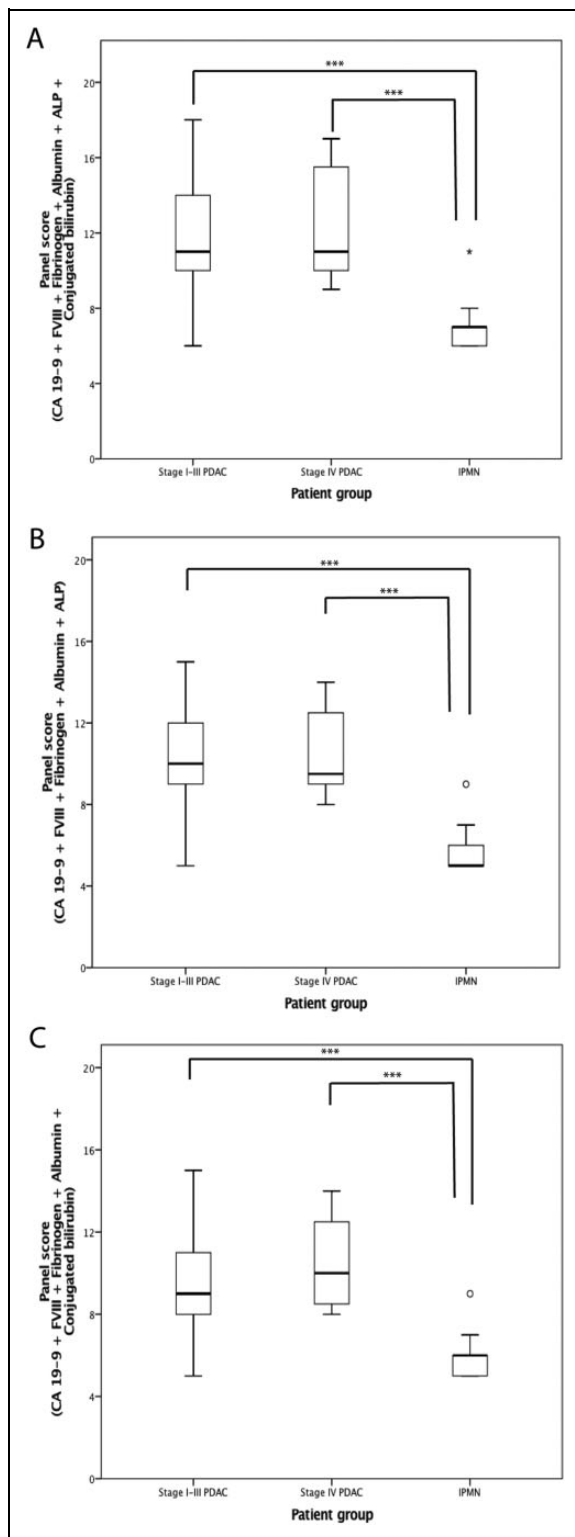 A
Panel score
(CA 19-9 + FVIII + Fibrinogen + Albumin + ALP +
Conjugated bilirubin)
20
16
12
8
4
0
***
***
*
Stage I-III PDAC
Stage IV PDAC
IPMN
Patient group
B
Panel score
(CA 19-9 + FVIII + Fibrinogen + Albumin + ALP)
20
16
12
8
4
0
***
***
Stage I-III PDAC
Stage IV PDAC
IPMN
Patient group
C
Panel score
(CA 19-9 + FVIII + Fibrinogen + Albumin +
Conjugated bilirubin)
20
16
12
8
4
0
***
***
Stage I-III PDAC
Stage IV PDAC
IPMN
Patient group